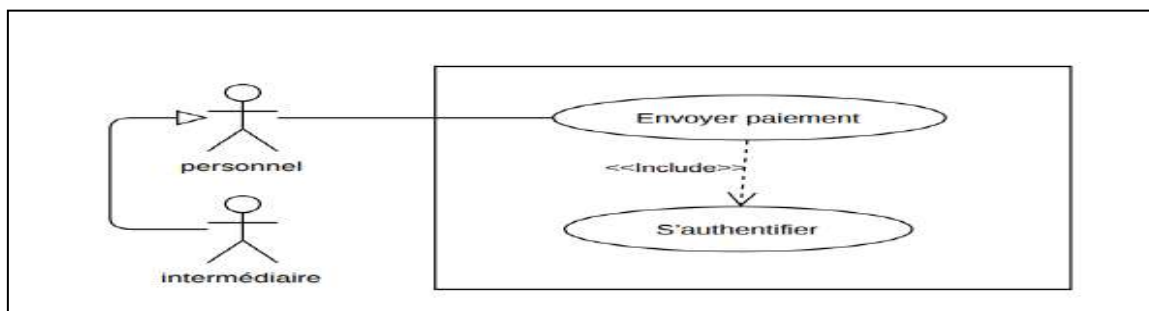 Envoyer paiement
personnel
<<Include>>
S'authentifier
intermédiaire